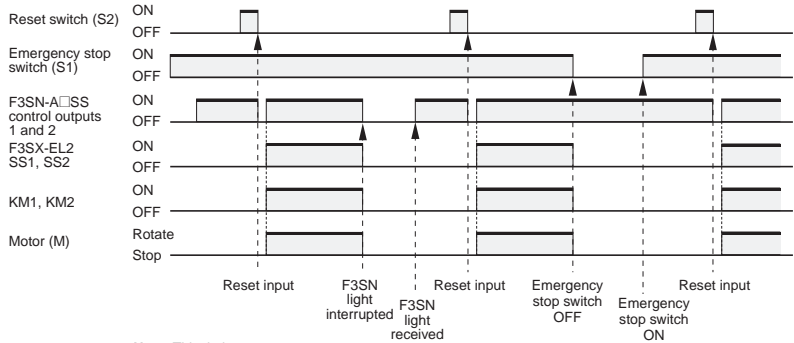 Reset switch (S2)
ON
OFF
Emergency stop
switch (S1)
ON
OFF
F3SN-A□SS
control outputs
1 and 2
ON
OFF
F3SX-EL2
SS1, SS2
ON
OFF
KM1, KM2
ON
OFF
Motor (M)
Rotate
Stop
Reset input
F3SN
light
interrupted
F3SN
light
received
Reset input
Emergency
stop switch
OFF
Emergency
stop switch
ON
Reset input